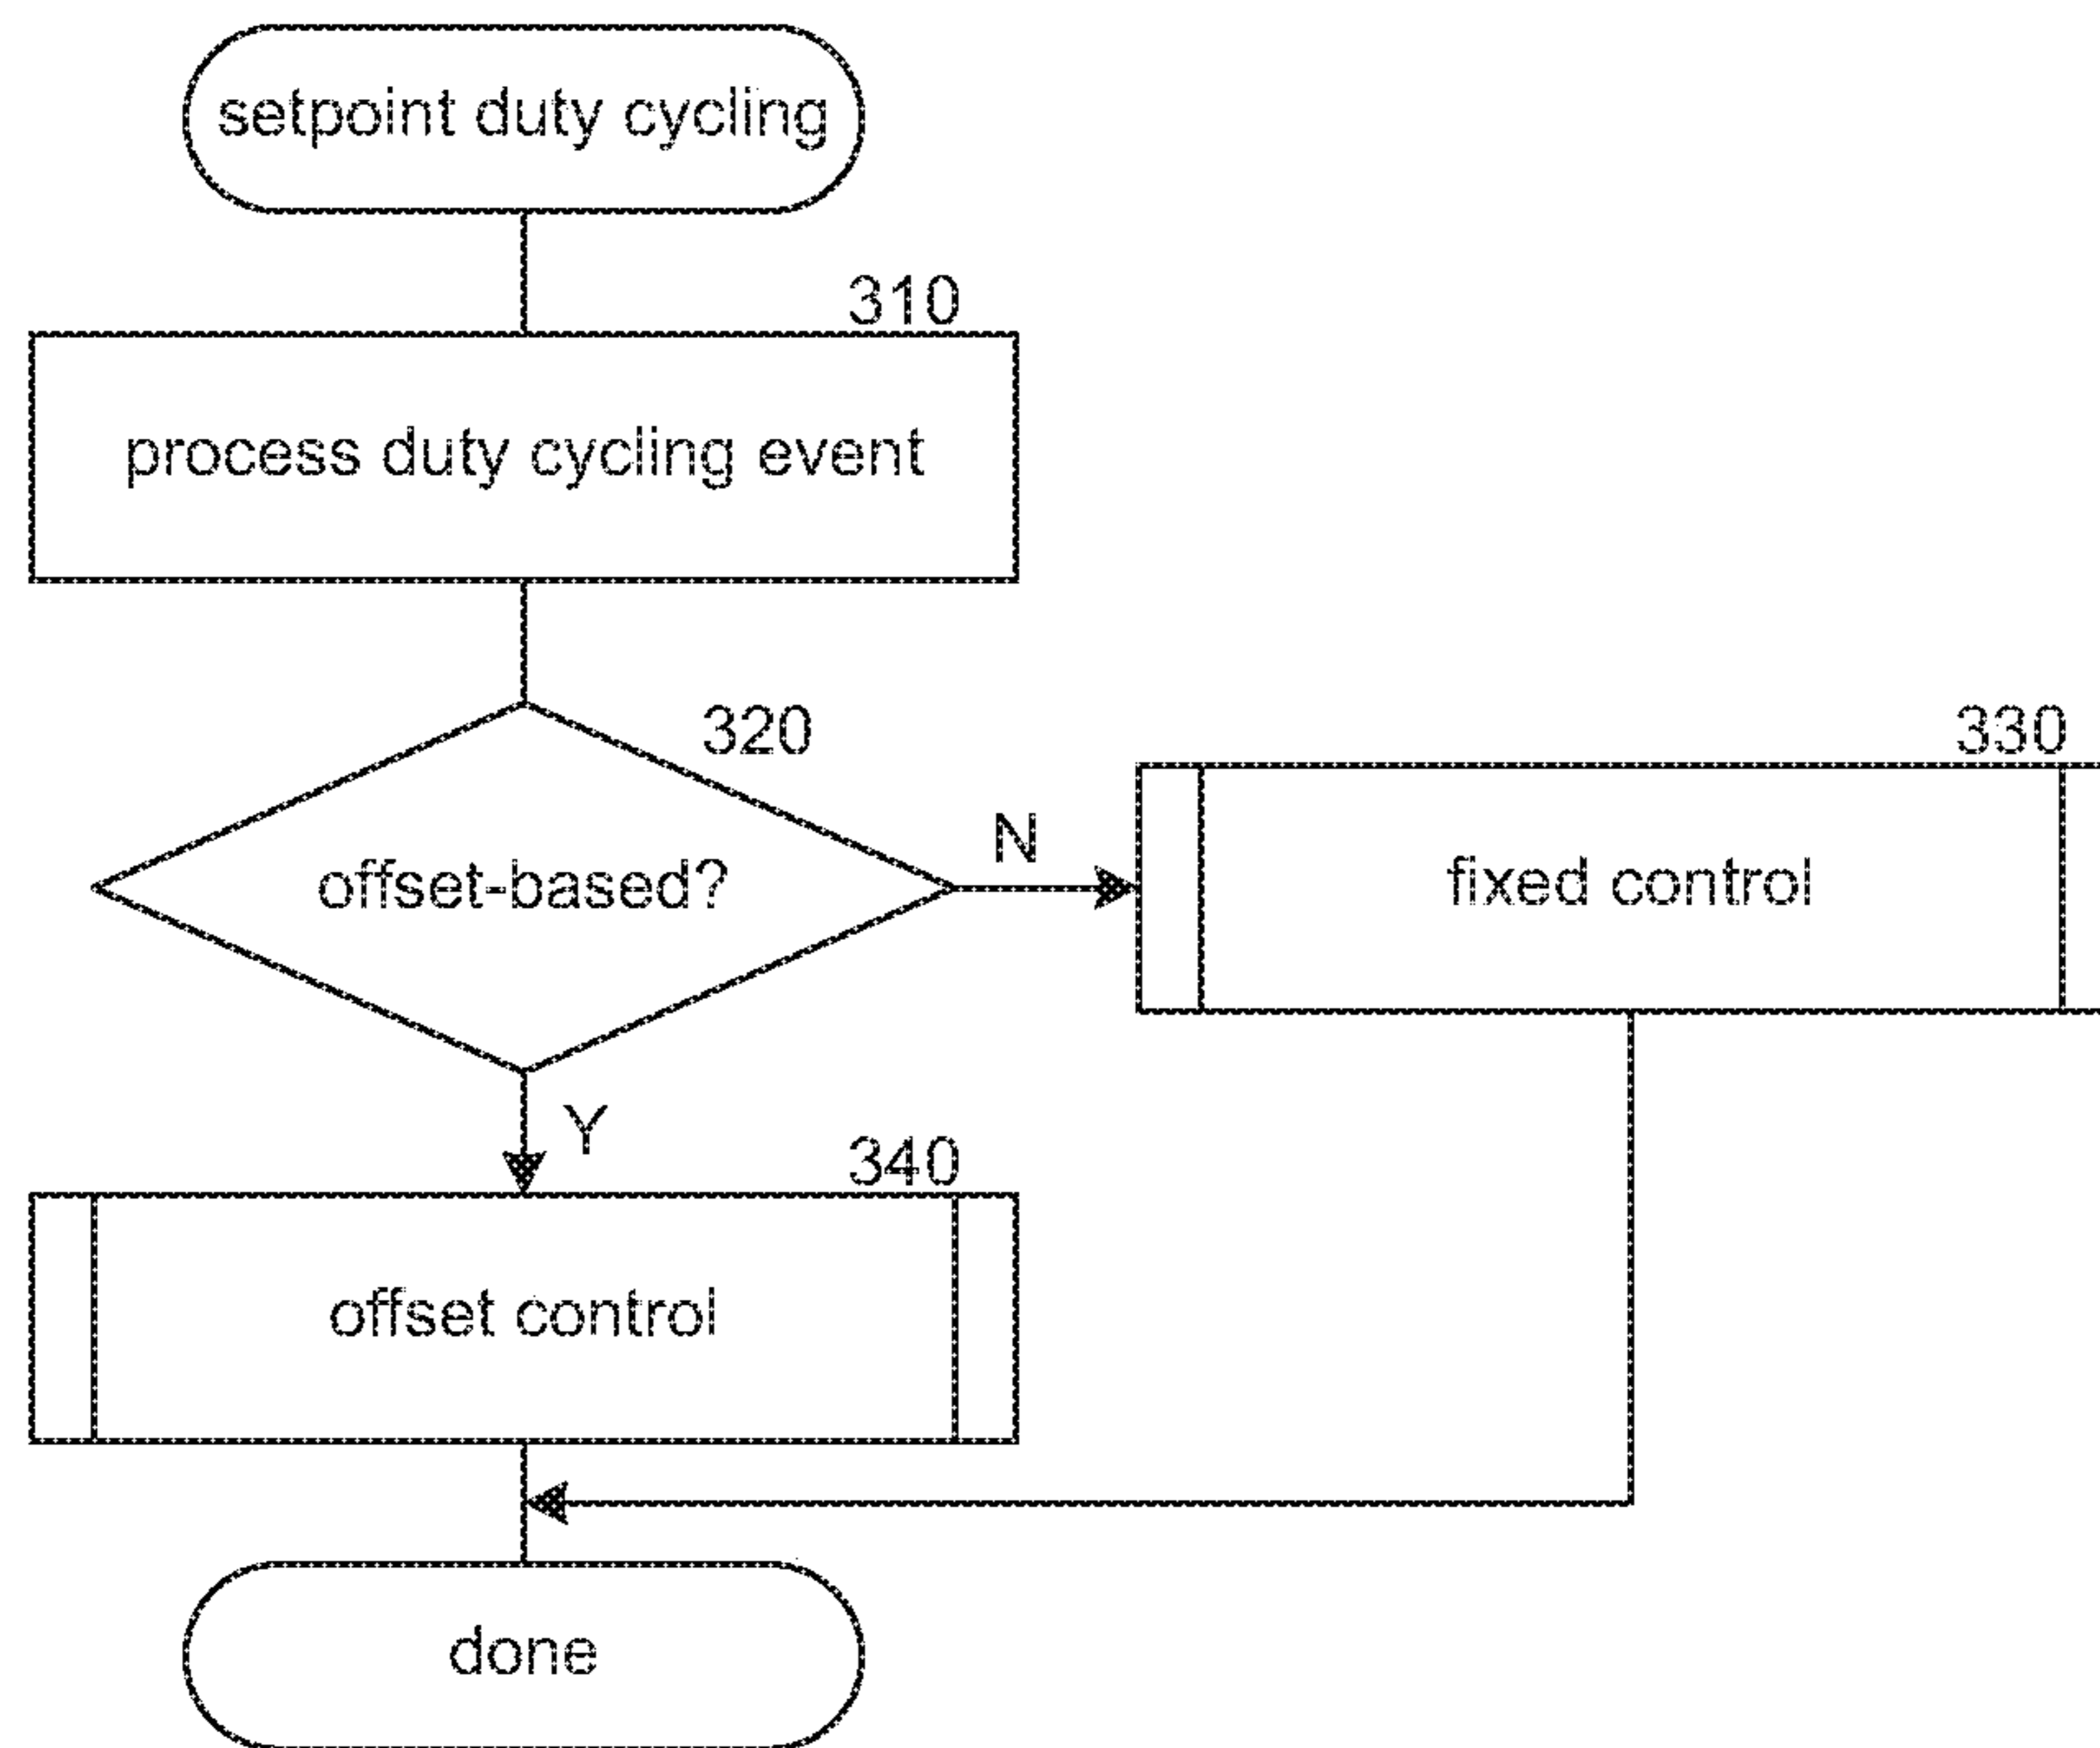 setpoint duty cycling
310
process duty cycling event
320
offset-based?
N
330
fixed control
Y
340
offset control
done